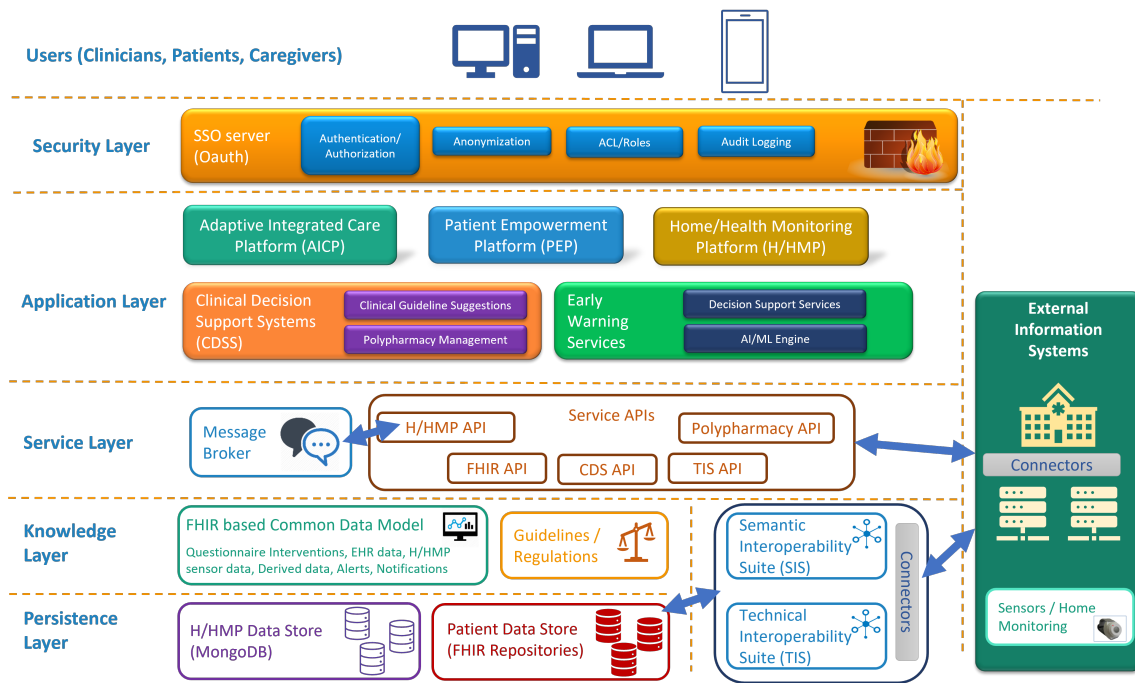 Users (Clinicians, Patients, Caregivers)
Security Layer
SSO server
(Oauth)
Authentication/
Authorization
Anonymization
ACL/Roles
Audit Logging
Application Layer
Adaptive Integrated Care
Platform (AICP)
Patient Empowerment
Platform (PEP)
Home/Health Monitoring
Platform (H/HMP)
Clinical Decision
Support Systems
(CDSS)
Clinical Guideline Suggestions
Polypharmacy Management
Early
Warning
Services
Decision Support Services
AI/ML Engine
External
Information
Systems
Connectors
Sensors / Home
Monitoring
Service Layer
Message
Broker
Service APIs
H/HMP API
Polypharmacy API
FHIR API
CDS API
TIS API
Knowledge
Layer
FHIR based Common Data Model
Questionnaire Interventions, EHR data, H/HMP
sensor data, Derived data, Alerts, Notifications
Guidelines /
Regulations
Semantic
Interoperability
Suite (SIS)
Connectors
Persistence
Layer
H/HMP Data Store
(MongoDB)
Patient Data Store
(FHIR Repositories)
Technical
Interoperability
Suite (TIS)